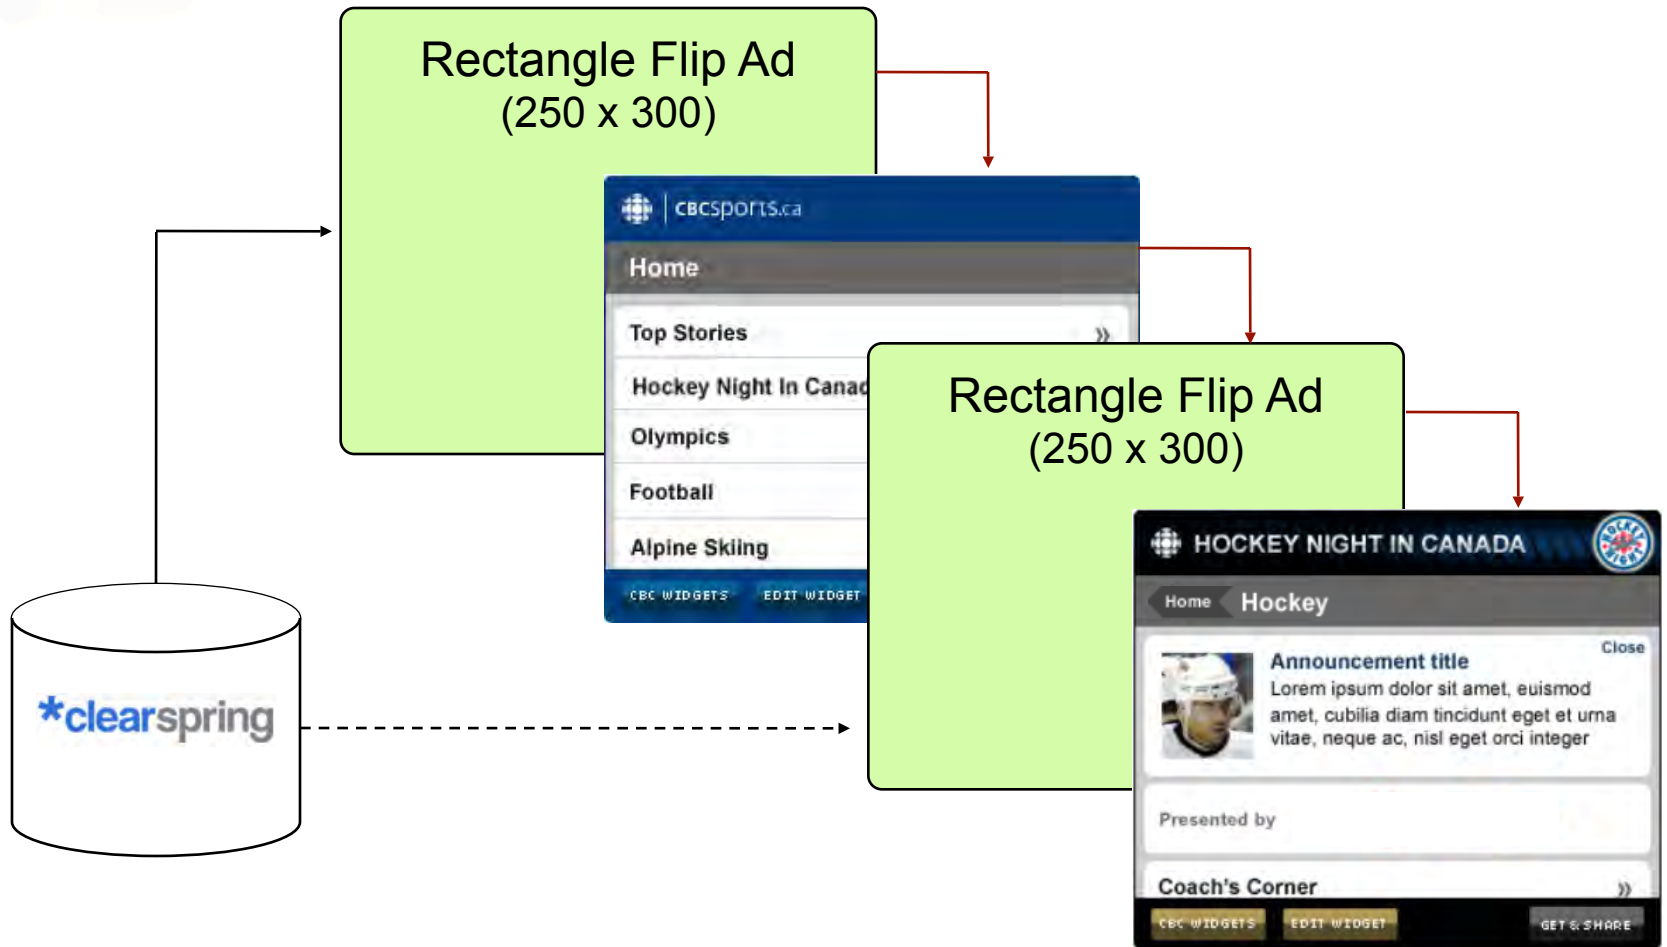 Rectangle Flip Ad
(250 x 300)
CBCSports.ca
Home
Top Stories »
Hockey Night In Canad
Olympics
Football
Alpine Skiing
CBC WIDGETS EDIT WIDGET
Rectangle Flip Ad
(250 x 300)
*clearspring
HOCKEY NIGHT IN CANADA
HOCKEY
NIGHT
Home Hockey
Close
Announcement title
Lorem ipsum dolor sit amet, euismod
amet, cubilia diam tincidunt eget et urna
vitae, neque ac, nisl eget orci integer
Presented by
Coach's Corner »
CBC WIDGETS EDIT WIDGET GET & SHARE